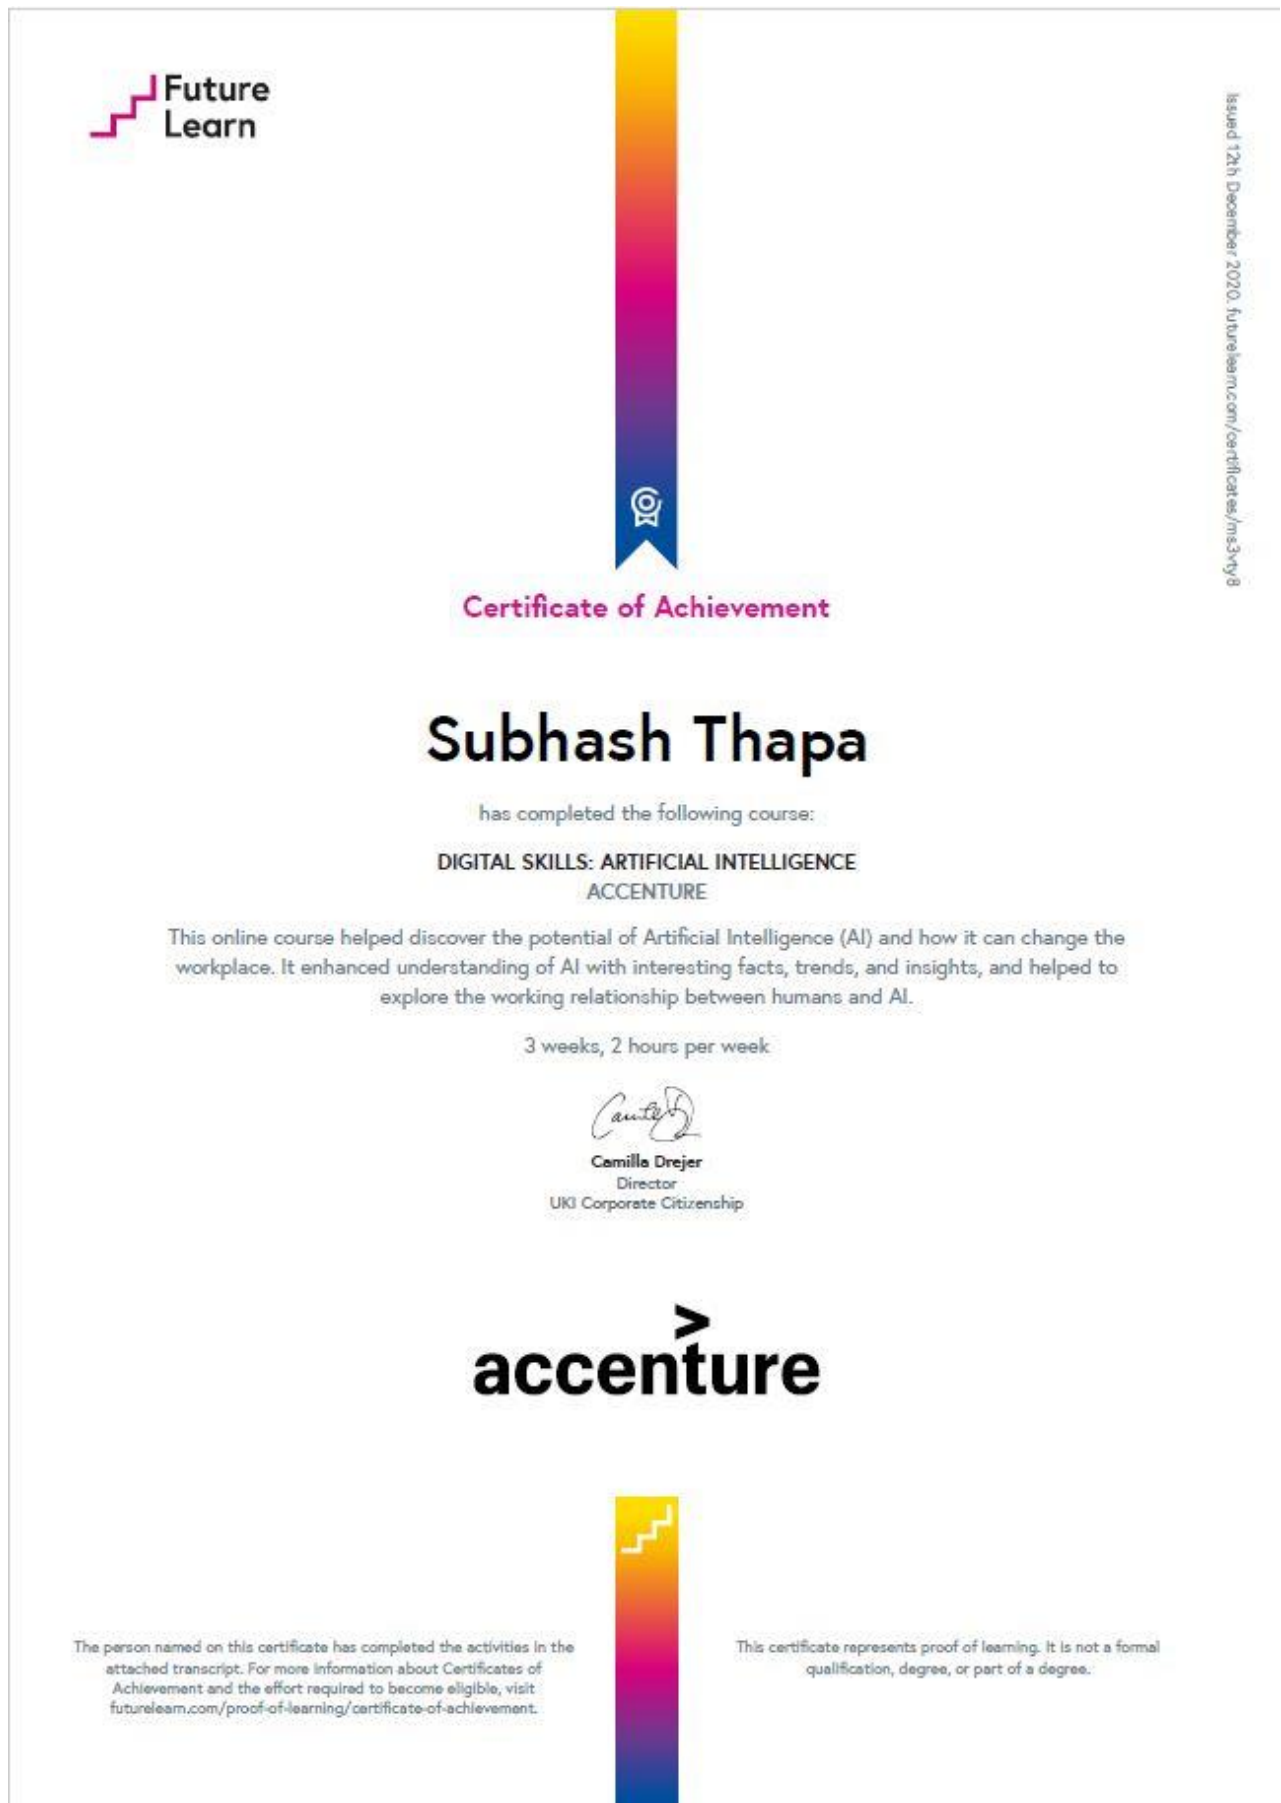 Future
Learn
Issued 12th December 2020. futurelearn.com/certificates/ms3vty8
Certificate of Achievement
Subhash Thapa
has completed the following course:
DIGITAL SKILLS: ARTIFICIAL INTELLIGENCE
ACCENTURE
This online course helped discover the potential of Artificial Intelligence (AI) and how it can change the
workplace. It enhanced understanding of AI with interesting facts, trends, and insights, and helped to
explore the working relationship between humans and AI.
3 weeks, 2 hours per week
Camilla Drejer
Director
UKI Corporate Citizenship
accenture
The person named on this certificate has completed the activities in the
attached transcript. For more information about Certificates of
Achievement and the effort required to become eligible, visit
futurelearn.com/proof-of-learning/certificate-of-achievement.
This certificate represents proof of learning. It is not a formal
qualification, degree, or part of a degree.